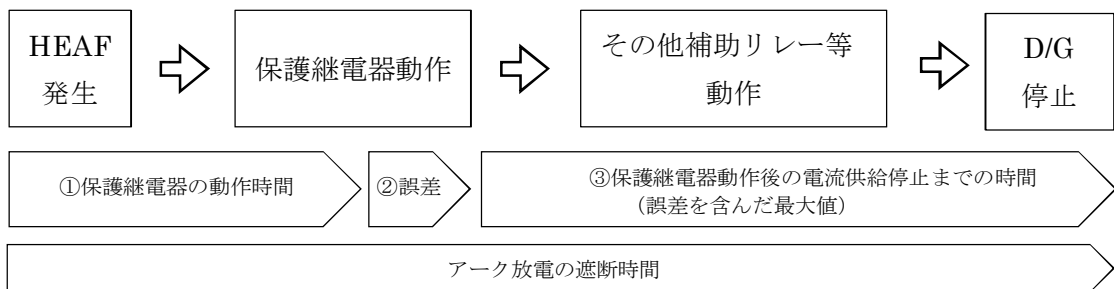 HEAF
発生
保護継電器動作
その他補助リレー等
動作
D/G
停止
①保護継電器の動作時間
②誤差
③保護継電器動作後の電流供給停止までの時間
（誤差を含んだ最大値）
アーク放電の遮断時間